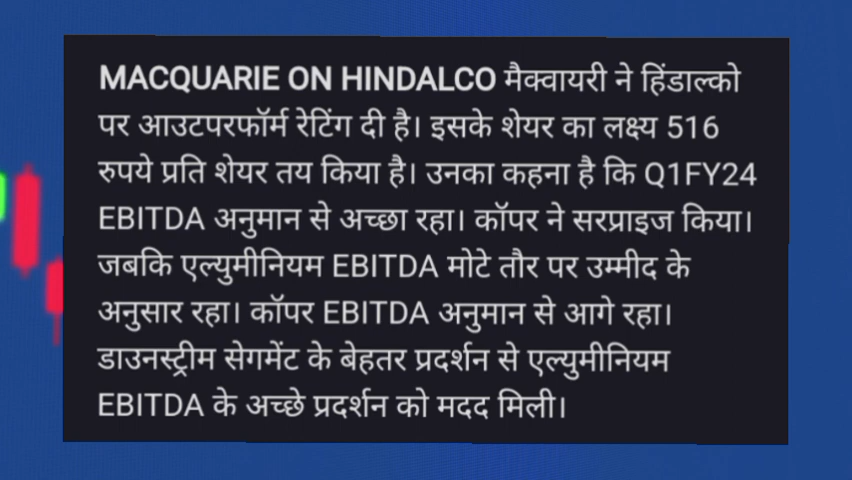 MACQUARIE ON HINDALCO मैक्वायरी ने हिंडाल्को
पर आउटपरफॉर्म रेटिंग दी है। इसके शेयर का लक्ष्य 516
रुपये प्रति शेयर तय किया है। उनका कहना है कि Q1FY24
EBITDA अनुमान से अच्छा रहा। कॉपर ने सरप्राइज किया।
जबकि एल्युमीनियम EBITDA मोटे तौर पर उम्मीद के
अनुसार रहा। कॉपर EBITDA अनुमान से आगे रहा।
डाउनस्ट्रीम सेगमेंट के बेहतर प्रदर्शन से एल्युमीनियम
EBITDA के अच्छे प्रदर्शन को मदद मिली।